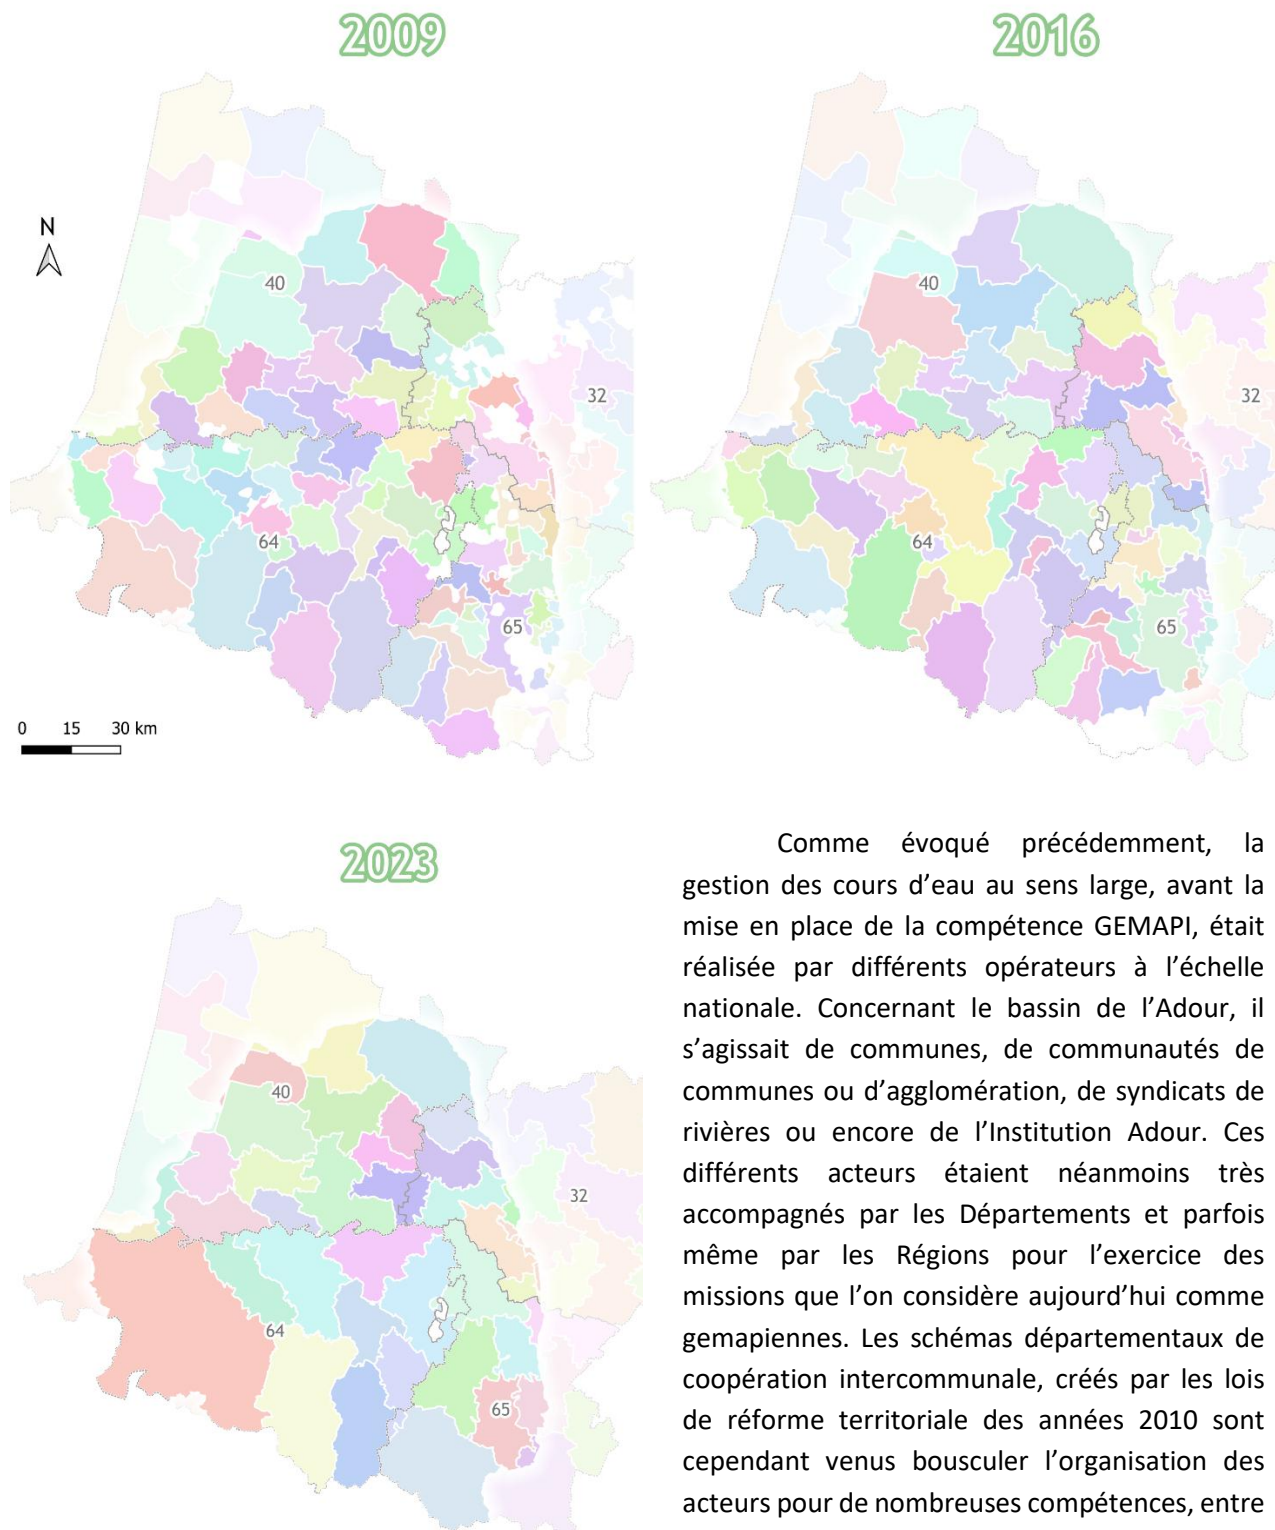 2009
2016
N
40
32
64
65
0 15 30 km
40
32
64
65
2023
40
32
64
65
Comme évoqué précédemment, la
gestion des cours d’eau au sens large, avant la
mise en place de la compétence GEMAPI, était
réalisée par différents opérateurs à l’échelle
nationale. Concernant le bassin de l’Adour, il
s’agissait de communes, de communautés de
communes ou d’agglomération, de syndicats de
rivières ou encore de l’Institution Adour. Ces
différents acteurs étaient néanmoins très
accompagnés par les Départements et parfois
même par les Régions pour l’exercice des
missions que l’on considère aujourd’hui comme
gemapiennes. Les schémas départementaux de
coopération intercommunale, créés par les lois
de réforme territoriale des années 2010 sont
cependant venus bousculer l’organisation des
acteurs pour de nombreuses compétences, entre